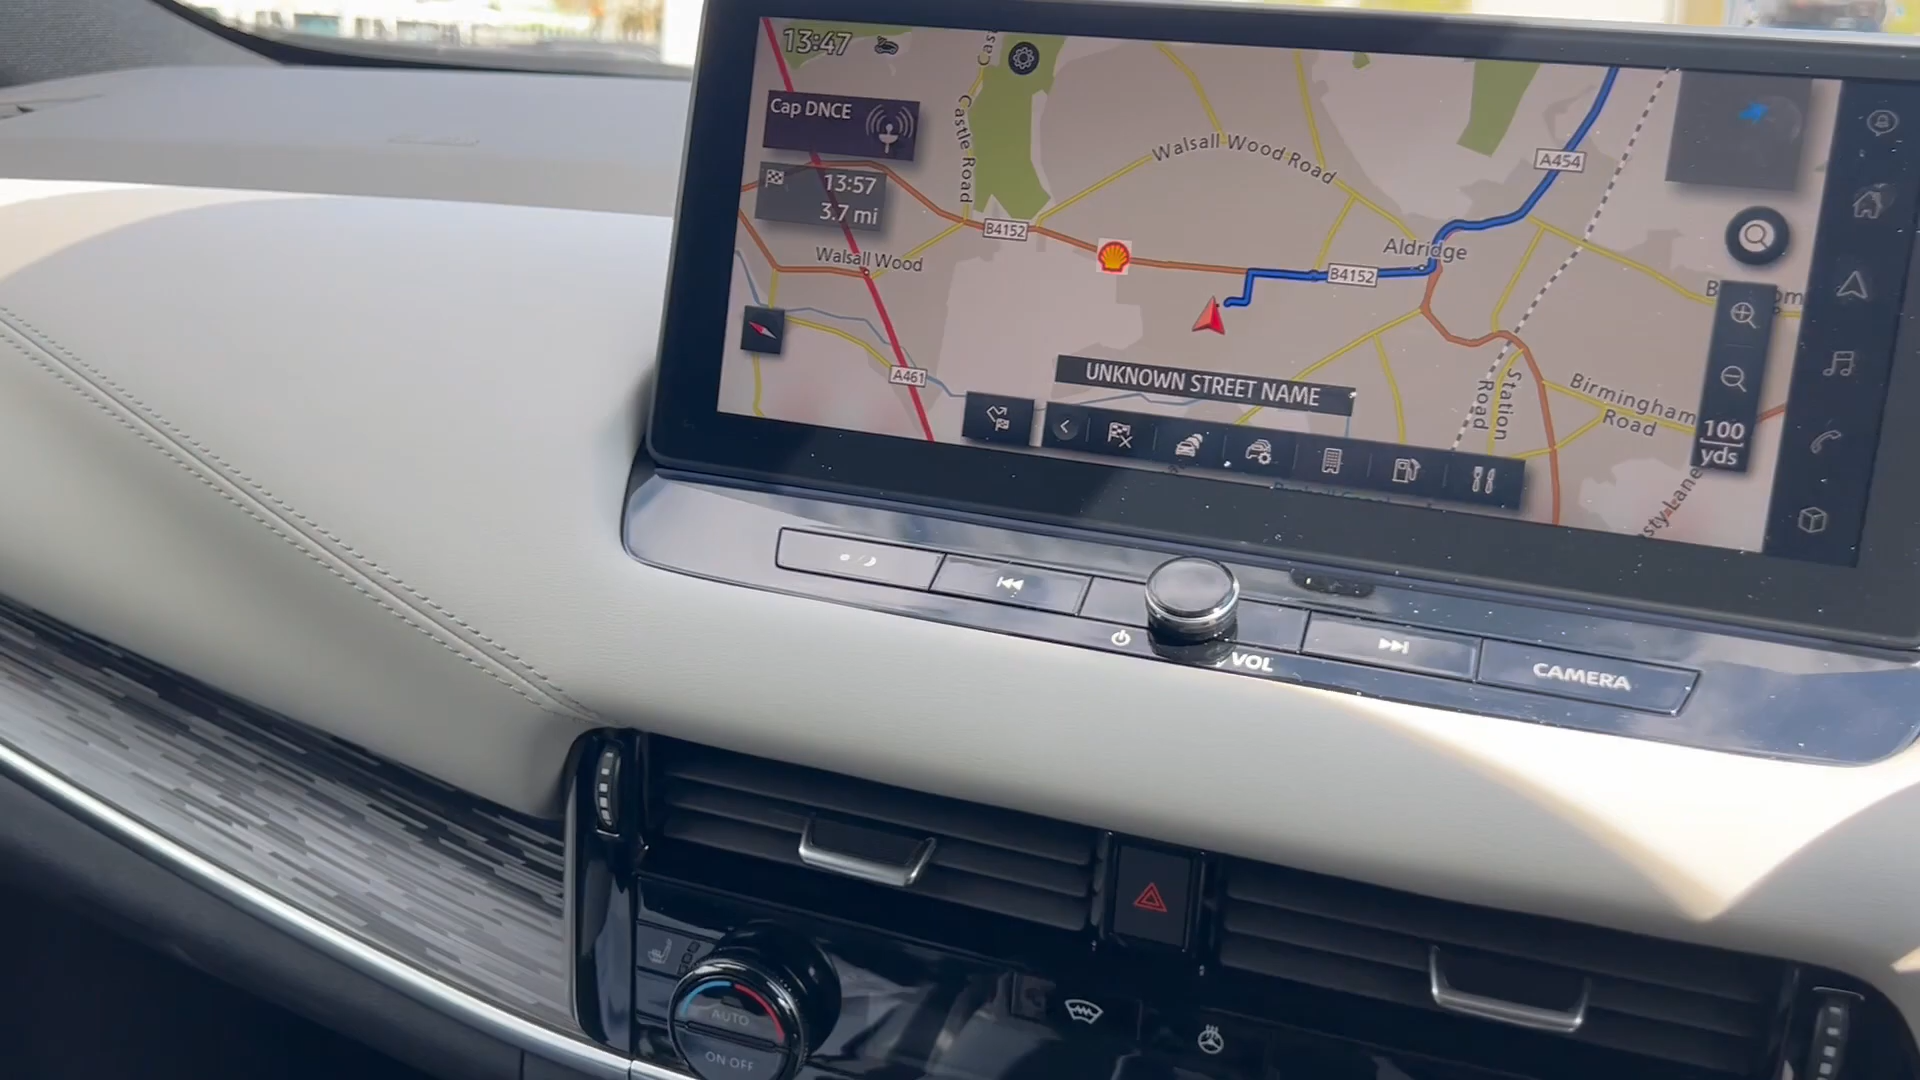 13:47
Cap DNCE
13:57
3.7 mi
Castle Road
Walsall Wood Road
A454
B4152
Walsall Wood
Aldridge
B4152
A461
UNKNOWN STREET NAME
Station
Road
Birmingham
Road
100
yds
VOL
CAMERA
AUTO
ON OFF